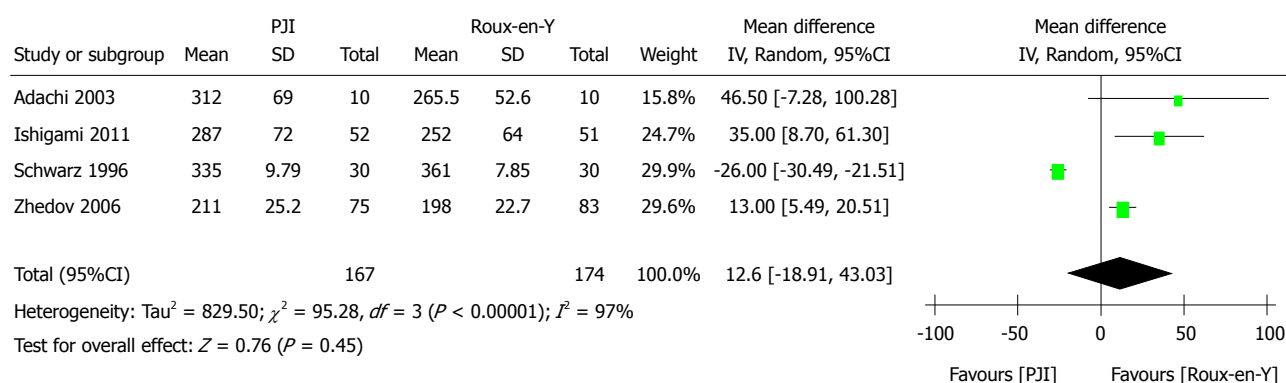 PJI Roux-en-Y Mean difference Mean difference
Study or subgroup Mean SD Total Mean SD Total Weight IV, Random, 95%CI IV, Random, 95%CI
Adachi 2003 312 69 10 265.5 52.6 10 15.8% 46.50 [-7.28, 100.28]
Ishigami 2011 287 72 52 252 64 51 24.7% 35.00 [8.70, 61.30]
Schwarz 1996 335 9.79 30 361 7.85 30 29.9% -26.00 [-30.49, -21.51]
Zhedov 2006 211 25.2 75 198 22.7 83 29.6% 13.00 [5.49, 20.51]
Total (95%CI) 167 174 100.0% 12.6 [-18.91, 43.03]
Heterogeneity: Tau² = 829.50; χ² = 95.28, df = 3 (P < 0.00001); I² = 97%
Test for overall effect: Z = 0.76 (P = 0.45)
-100 -50 0 50 100
Favours [PJI] Favours [Roux-en-Y]